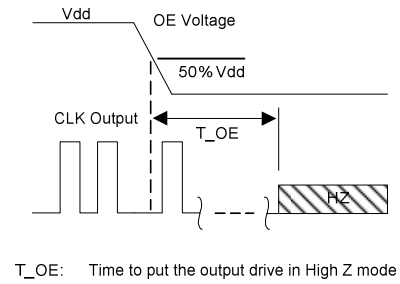 Vdd
OE Voltage
50% Vdd
CLK Output
T_OE
HZ
T_OE: Time to put the output drive in High Z mode